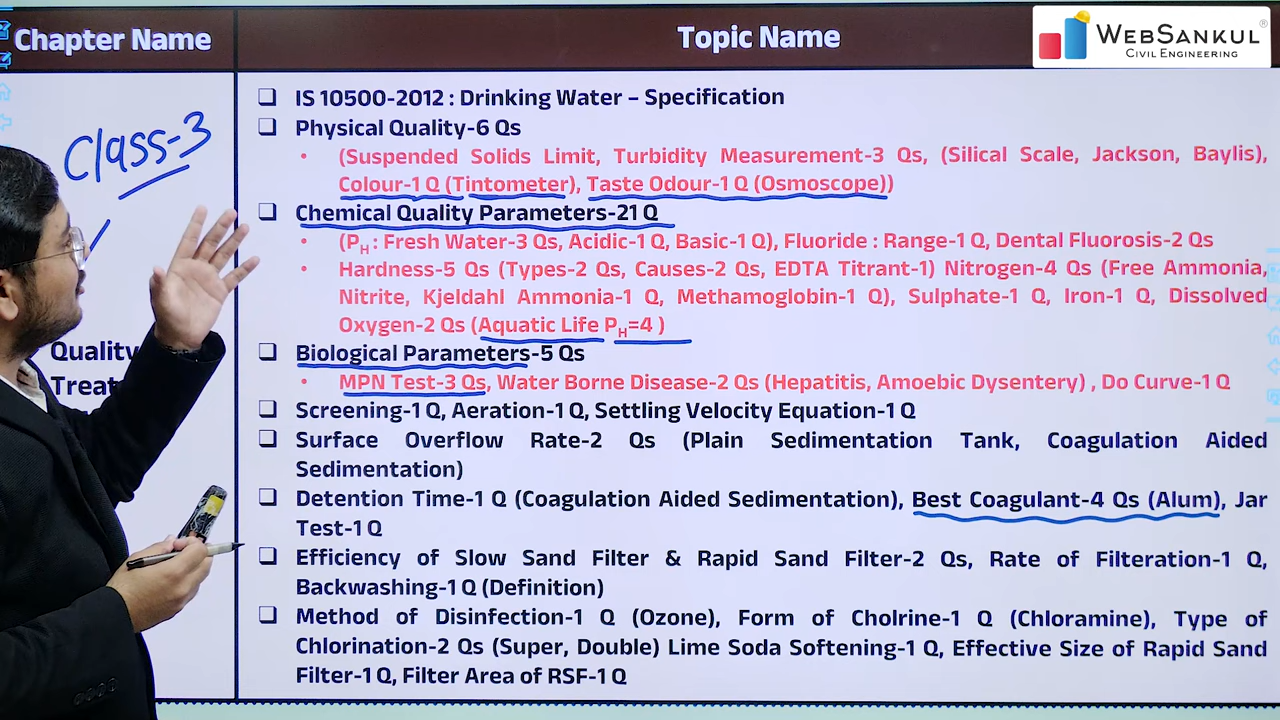 Chapter Name
Topic Name
WEBSANKUL
CIVIL ENGINEERING
Class-3
Quality
Treat
❑ IS 10500-2012 : Drinking Water – Specification
❑ Physical Quality-6 Qs
• (Suspended Solids Limit, Turbidity Measurement-3 Qs, (Silical Scale, Jackson, Baylis),
Colour-1 Q (Tintometer), Taste Odour-1 Q (Osmoscope))
❑ Chemical Quality Parameters-21 Q
• (PH : Fresh Water-3 Qs, Acidic-1 Q, Basic-1 Q), Fluoride : Range-1 Q, Dental Fluorosis-2 Qs
• Hardness-5 Qs (Types-2 Qs, Causes-2 Qs, EDTA Titrant-1) Nitrogen-4 Qs (Free Ammonia,
Nitrite, Kjeldahl Ammonia-1 Q, Methamoglobin-1 Q), Sulphate-1 Q, Iron-1 Q, Dissolved
Oxygen-2 Qs (Aquatic Life PH=4 )
❑ Biological Parameters-5 Qs
• MPN Test-3 Qs, Water Borne Disease-2 Qs (Hepatitis, Amoebic Dysentery) , Do Curve-1 Q
❑ Screening-1 Q, Aeration-1 Q, Settling Velocity Equation-1 Q
❑ Surface Overflow Rate-2 Qs (Plain Sedimentation Tank, Coagulation Aided
Sedimentation)
❑ Detention Time-1 Q (Coagulation Aided Sedimentation), Best Coagulant-4 Qs (Alum), Jar
Test-1 Q
❑ Efficiency of Slow Sand Filter & Rapid Sand Filter-2 Qs, Rate of Filteration-1 Q,
Backwashing-1 Q (Definition)
❑ Method of Disinfection-1 Q (Ozone), Form of Cholrine-1 Q (Chloramine), Type of
Chlorination-2 Qs (Super, Double) Lime Soda Softening-1 Q, Effective Size of Rapid Sand
Filter-1 Q, Filter Area of RSF-1 Q